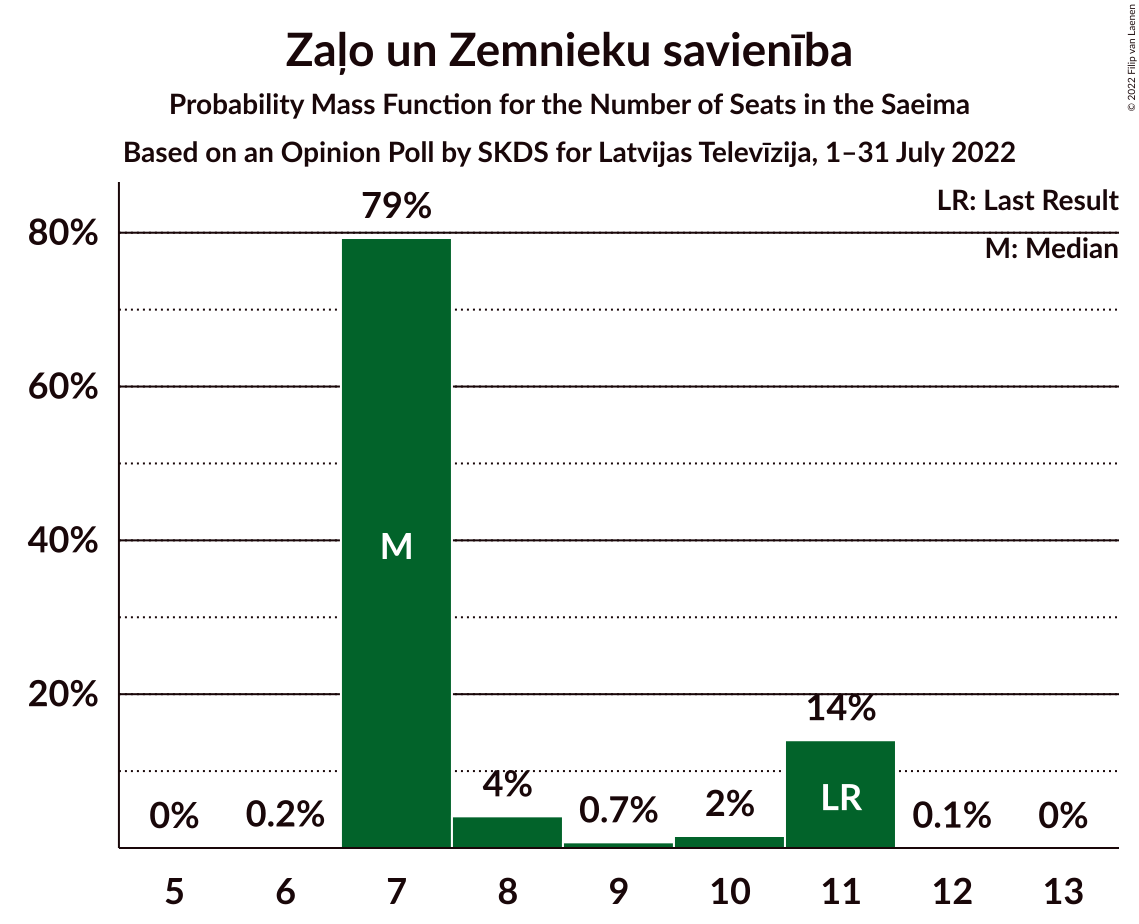 Zaļo un Zemnieku savienība
Probability Mass Function for the Number of Seats in the Saeima
Based on an Opinion Poll by SKDS for Latvijas Televīzija, 1–31 July 2022
© 2022 Filip van Laenen
LR: Last Result
M: Median
80%
60%
40%
20%
0%
0.2%
79%
4%
0.7%
2%
14%
0.1%
0%
M
LR
5 6 7 8 9 10 11 12 13